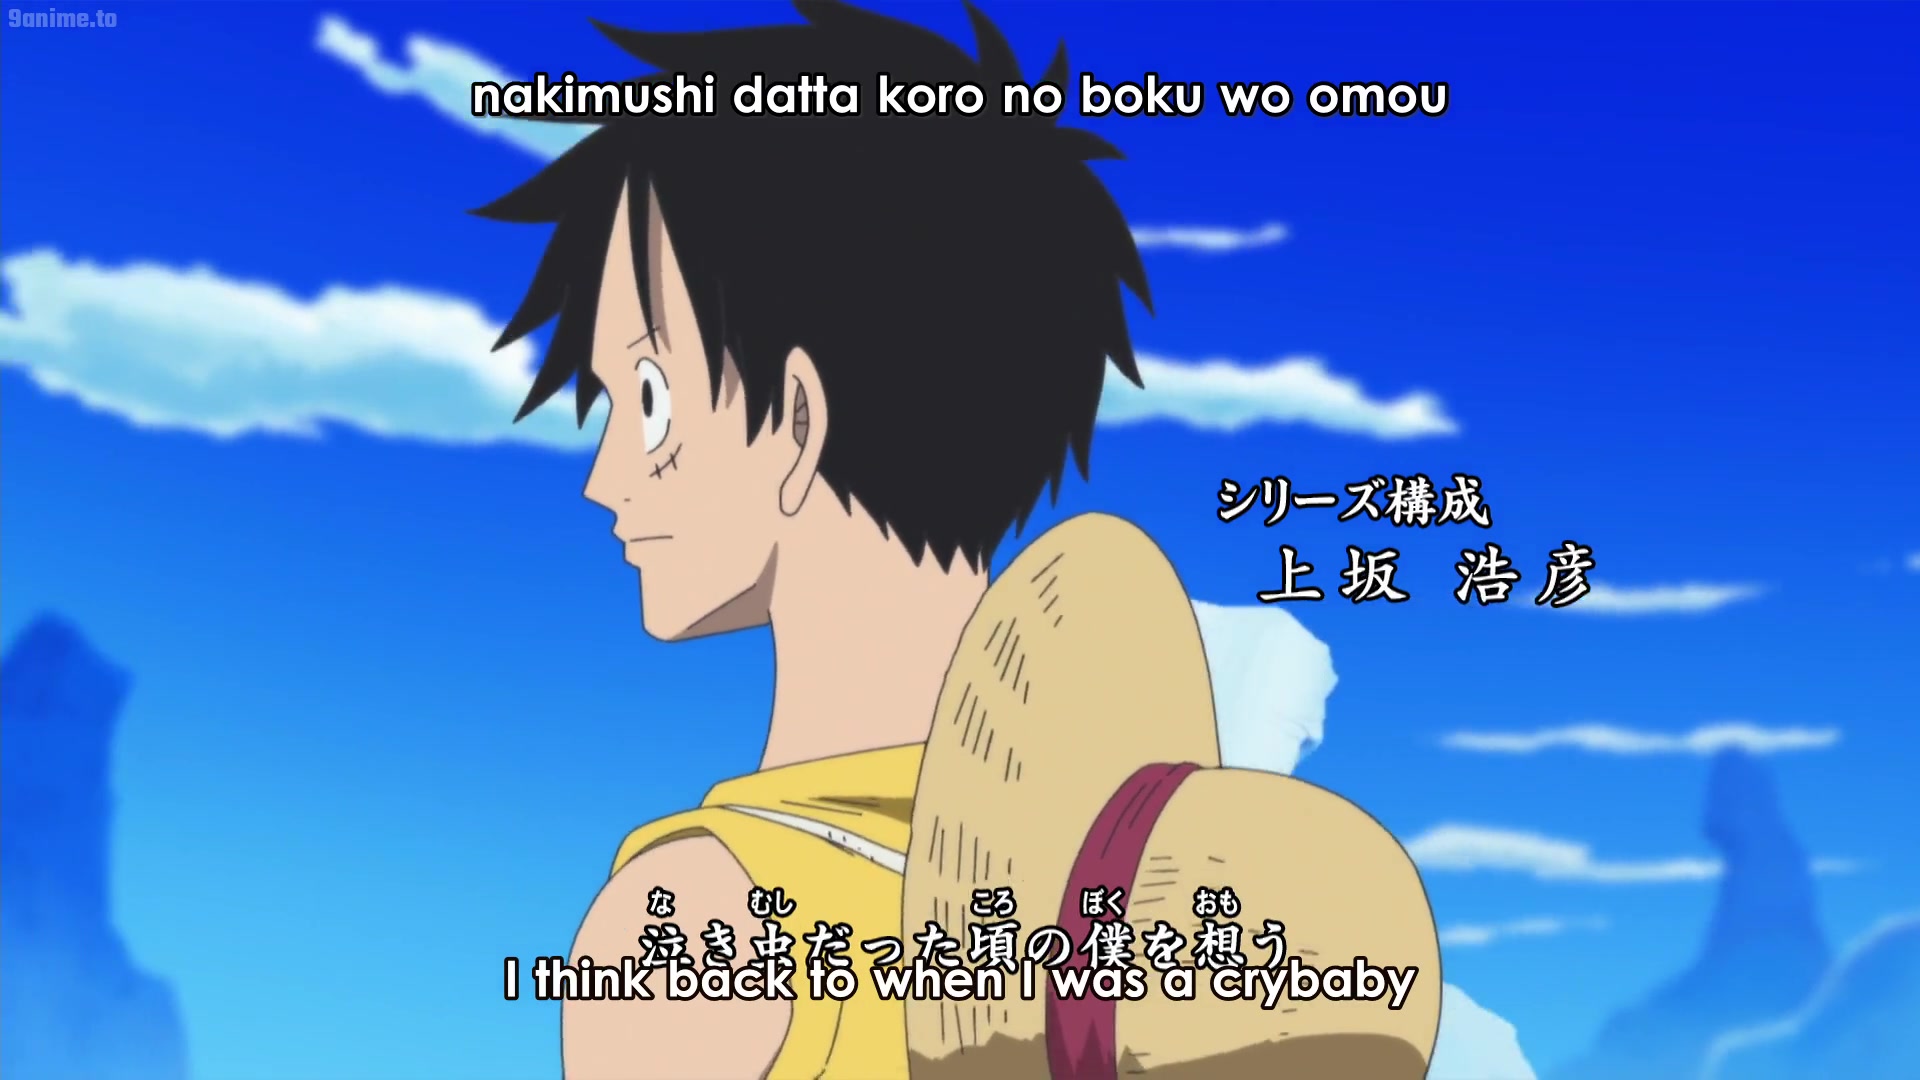 9anime.to
nakimushi datta koro no boku wo omou
シリーズ構成
上坂 浩彦
な むし ころ ぼく おも
泣き虫だった頃の僕を想う
I think back to when I was a crybaby